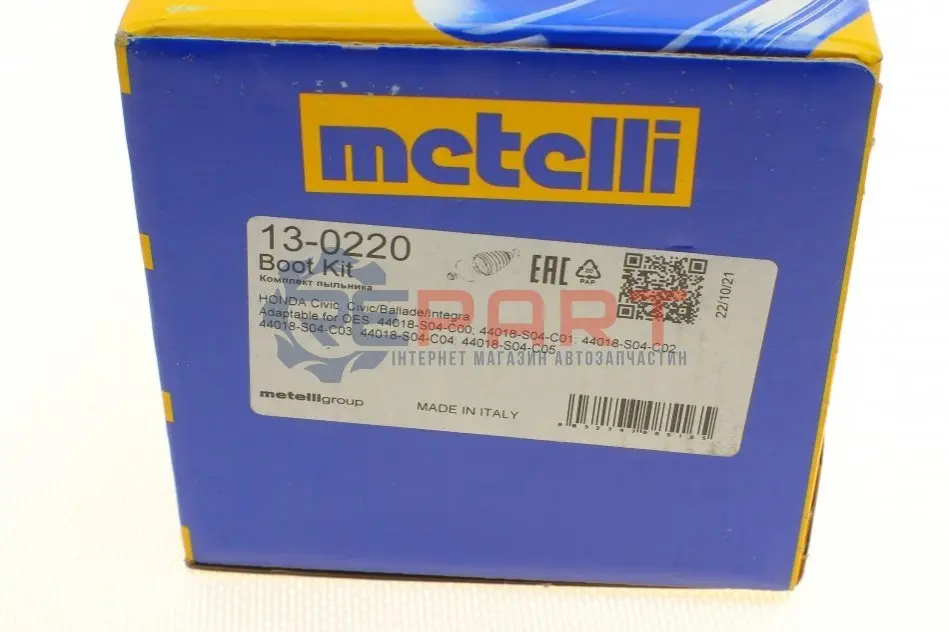 metelli
13-0220
Boot Kit
Комплект пыльника
EAC
PAP
22/10/21
HONDA Civic, Civic/Ballade/Integra
Adaptable for OES: 44018-S04-C00; 44018-S04-C01; 44018-S04-C02
44018-S04-C03; 44018-S04-C04; 44018-S04-C05
REPART
ІНТЕРНЕТ МАГАЗИН АВТОЗАПЧАСТИН
metelligroup
MADE IN ITALY